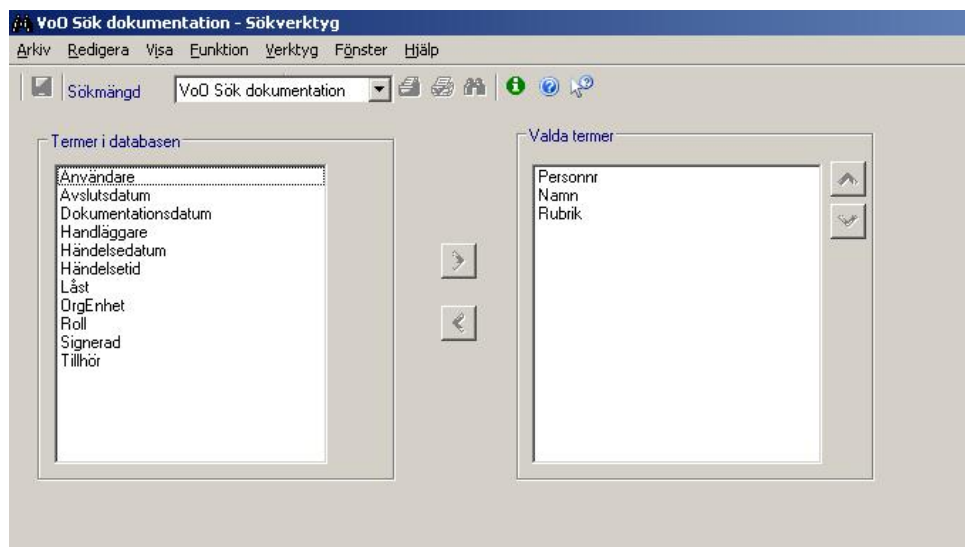 VoO Sök dokumentation - Sökverktyg
Arkiv Redigera Visa Funktion Verktyg Fönster Hjälp
Sökmängd VoO Sök dokumentation
Termer i databasen
Användare
Avslutsdatum
Dokumentationsdatum
Handläggare
Händelsedatum
Händelsetid
Låst
OrgEnhet
Roll
Signerad
Tillhör
Valda termer
Personnr
Namn
Rubrik